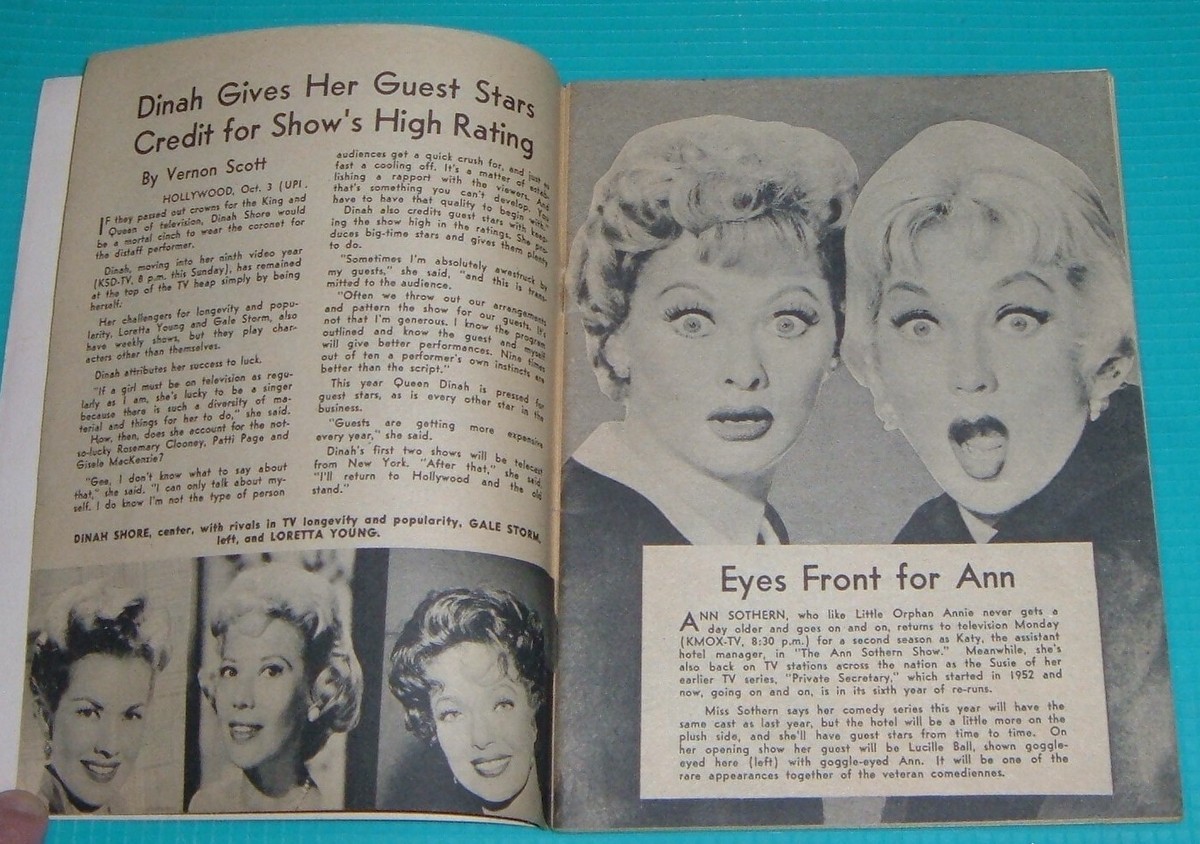 Dinah Gives Her Guest Stars
Credit for Show's High Rating
By Vernon Scott
HOLLYWOOD, Oct. 3 (UPI.
IF they passed out crowns for the King and
Queen of television, Dinah Shore would
be a mortal cinch to wear the coronet for
the distaff performer.
Dinah, moving into her ninth video year
(KSD-TV, 8 p.m. this Sunday), has remained
at the top of the TV heap simply by being
herself.
Her challengers for longevity and popu-
larity, Loretta Young and Gale Storm, also
have weekly shows, but they play char-
acters other than themselves.
Dinah attributes her success to luck.
"If a girl must be on television as regu-
larly as I am, she's lucky to be a singer
because there is such a diversity of ma-
terial and things for her to do," she said.
How, then, does she account for the not-
so-lucky Rosemary Clooney, Patti Page and
Gisele MacKenzie?
"Gee, I don't know what to say about
that," she said. "I can only talk about my-
self. I do know I'm not the type of person
audiences get a quick crush for, and just as
fast a cooling off. It's a matter of estab-
lishing a rapport with the viewers. And
that's something you can't develop. You
have to have that quality to begin with."
Dinah also credits guest stars with keep-
ing the show high in the ratings. She pro-
duces big-time stars and gives them plenty
to do.
"Sometimes I'm absolutely awestruck by
my guests," she said, "and this is trans-
mitted to the audience.
"Often we throw out our arrangements
and pattern the show for our guests. It's
not that I'm generous. I know the program
outlined and know the guest and myself
will give better performances. Nine times
out of ten a performer's own instincts are
better than the script."
This year Queen Dinah is pressed for
guest stars, as is every other star in the
business.
"Guests are getting more expensive
every year," she said.
Dinah's first two shows will be telecast
from New York. "After that," she said,
"I'll return to Hollywood and the old
stand."
DINAH SHORE, center, with rivals in TV longevity and popularity, GALE STORM,
left, and LORETTA YOUNG.
Eyes Front for Ann
ANN SOTHERN, who like Little Orphan Annie never gets a
day older and goes on and on, returns to television Monday
(KMOX-TV, 8:30 p.m.) for a second season as Katy, the assistant
hotel manager, in "The Ann Sothern Show." Meanwhile, she's
also back on TV stations across the nation as the Susie of her
earlier TV series, "Private Secretary," which started in 1952 and
now, going on and on, is in its sixth year of re-runs.
Miss Sothern says her comedy series this year will have the
same cast as last year, but the hotel will be a little more on the
plush side, and she'll have guest stars from time to time. On
her opening show her guest will be Lucille Ball, shown goggle-
eyed here (left) with goggle-eyed Ann. It will be one of the
rare appearances together of the veteran comediennes.